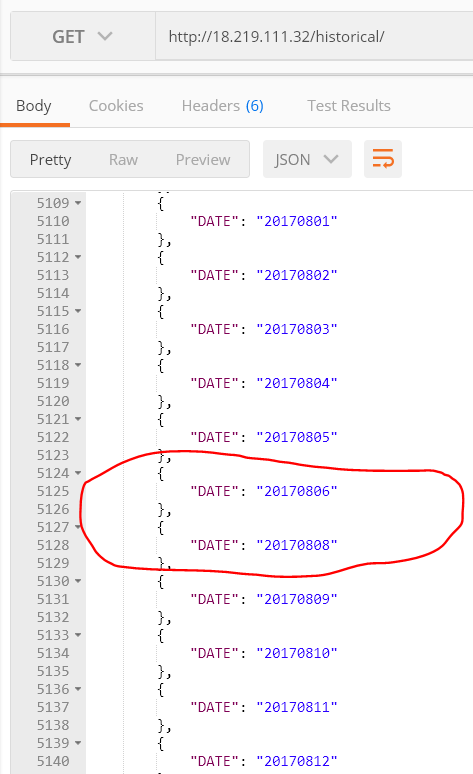 GET http://18.219.111.32/historical/
Body Cookies Headers (6) Test Results
Pretty Raw Preview JSON
5109 {
5110 "DATE": "20170801"
5111 },
5112 {
5113 "DATE": "20170802"
5114 },
5115 {
5116 "DATE": "20170803"
5117 },
5118 {
5119 "DATE": "20170804"
5120 },
5121 {
5122 "DATE": "20170805"
5123 },
5124 {
5125 "DATE": "20170806"
5126 },
5127 {
5128 "DATE": "20170808"
5129 },
5130 {
5131 "DATE": "20170809"
5132 },
5133 {
5134 "DATE": "20170810"
5135 },
5136 {
5137 "DATE": "20170811"
5138 },
5139 {
5140 "DATE": "20170812"